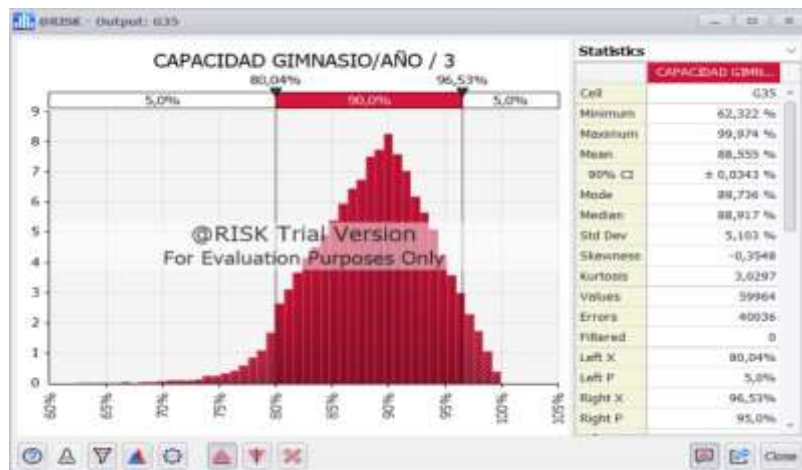 @RISK - Output: G35
CAPACIDAD GIMNASIO/AÑO / 3
80,04% 96,53%
5,0% 90,0% 5,0%
9
8
7
6
5
4
3
2
1
0
60% 65% 70% 75% 80% 85% 90% 95% 100% 105%
@RISK Trial Version
For Evaluation Purposes Only
Statistics
CAPACIDAD GIMN...
Cell G35
Minimum 62,322 %
Maximum 99,974 %
Mean 88,555 %
90% CI ± 0,0343 %
Mode 89,736 %
Median 88,917 %
Std Dev 5,103 %
Skewness -0,3548
Kurtosis 3,0297
Values 59964
Errors 40036
Filtered 0
Left X 80,04%
Left P 5,0%
Right X 96,53%
Right P 95,0%
Close